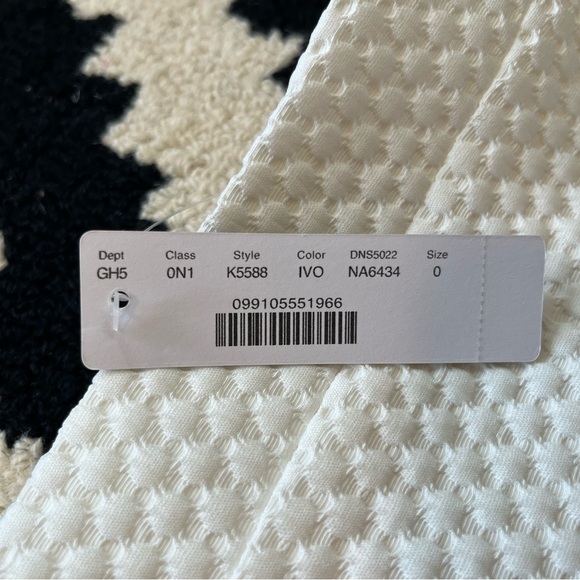 Dept Class Style Color DNS5022 Size
GH5 0N1 K5588 IVO NA6434 0
099105551966